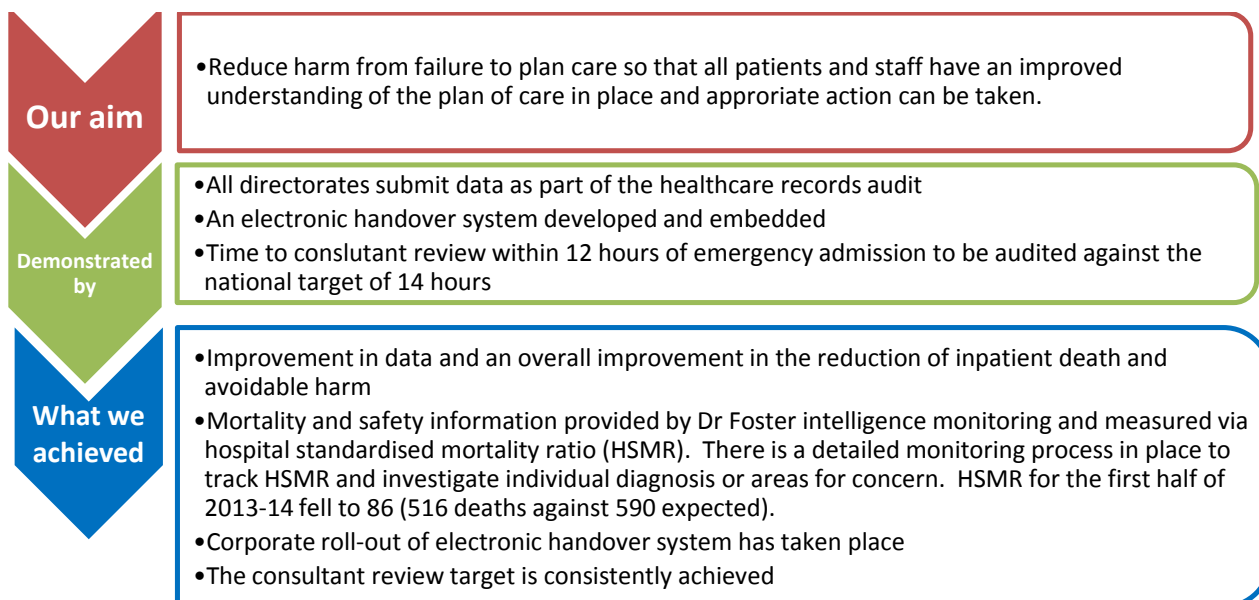 Our aim
•Reduce harm from failure to plan care so that all patients and staff have an improved
understanding of the plan of care in place and approriate action can be taken.
Demonstrated
by
•All directorates submit data as part of the healthcare records audit
•An electronic handover system developed and embedded
•Time to conslutant review within 12 hours of emergency admission to be audited against the
national target of 14 hours
What we
achieved
•Improvement in data and an overall improvement in the reduction of inpatient death and
avoidable harm
•Mortality and safety information provided by Dr Foster intelligence monitoring and measured via
hospital standardised mortality ratio (HSMR).  There is a detailed monitoring process in place to
track HSMR and investigate individual diagnosis or areas for concern.  HSMR for the first half of
2013-14 fell to 86 (516 deaths against 590 expected).
•Corporate roll-out of electronic handover system has taken place
•The consultant review target is consistently achieved